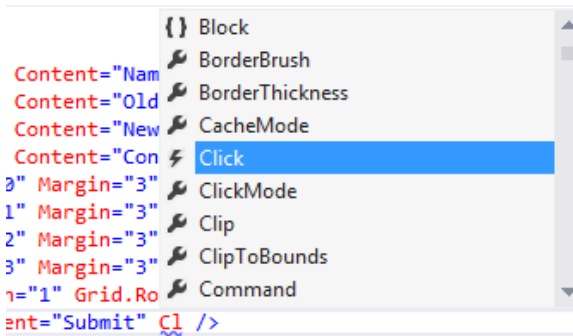 Block
BorderBrush
Content="Nam
BorderThickness
Content="Old
Content="New
CacheMode
Content="Con
Click
0" Margin="3"
ClickMode
1" Margin="3"
Clip
2" Margin="3"
ClipToBounds
3" Margin="3"
n="1" Grid.Ro
Command
ent="Submit" Cl />